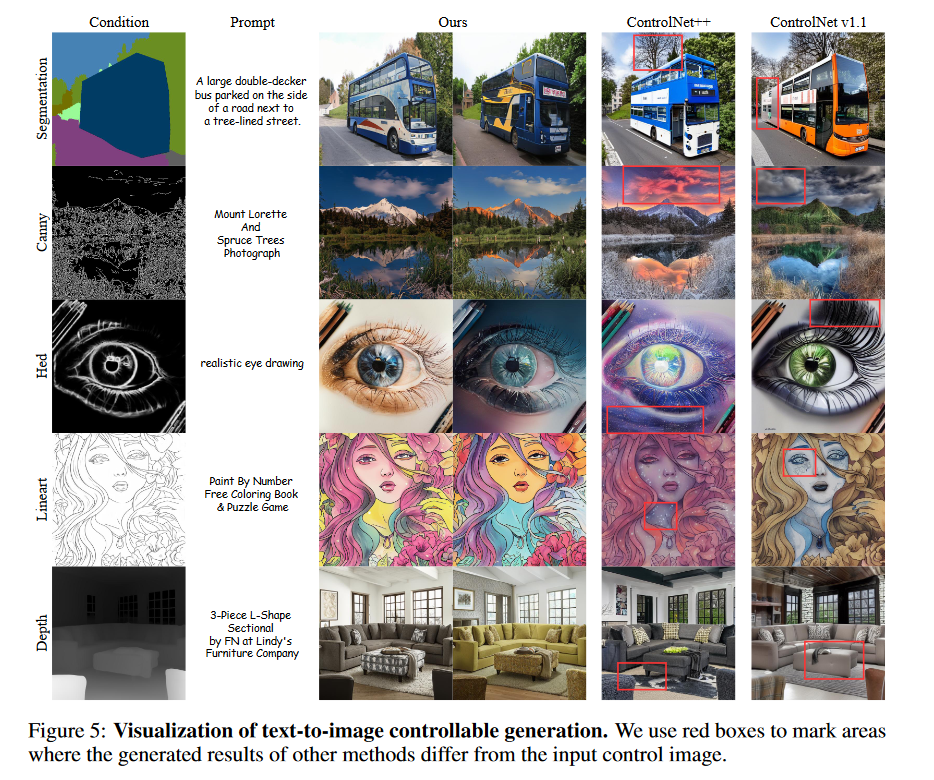 Condition Prompt Ours ControlNet++ ControlNet v1.1
Segmentation
A large double-decker
bus parked on the side
of a road next to
a tree-lined street.
Canny
Mount Lorette
And
Spruce Trees
Photograph
Hed
realistic eye drawing
Lineart
Paint By Number
Free Coloring Book
& Puzzle Game
Depth
3-Piece L-Shape
Sectional
by FN at Lindy's
Furniture Company
Figure 5: Visualization of text-to-image controllable generation. We use red boxes to mark areas
where the generated results of other methods differ from the input control image.